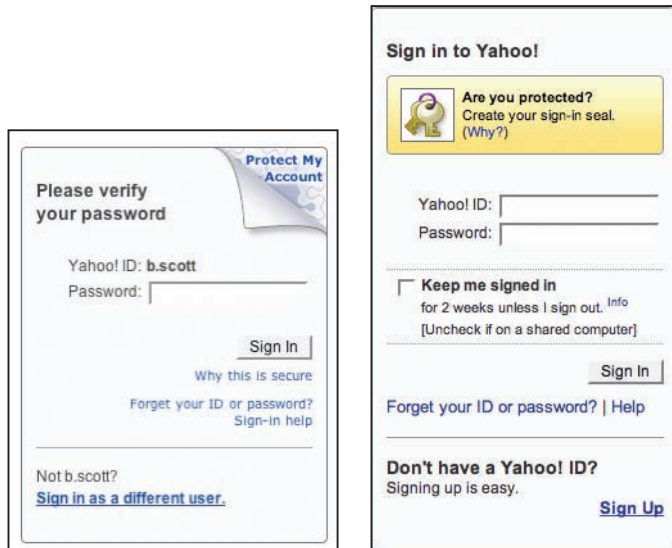 Protect My
Account
Please verify
your password
Yahoo! ID: b.scott
Password:
Sign In
Why this is secure
Forget your ID or password?
Sign-in help
Not b.scott?
Sign in as a different user.
Sign in to Yahoo!
Are you protected?
Create your sign-in seal.
(Why?)
Yahoo! ID:
Password:
Keep me signed in
for 2 weeks unless I sign out. Info
[Uncheck if on a shared computer]
Sign In
Forget your ID or password? | Help
Don't have a Yahoo! ID?
Signing up is easy.
Sign Up